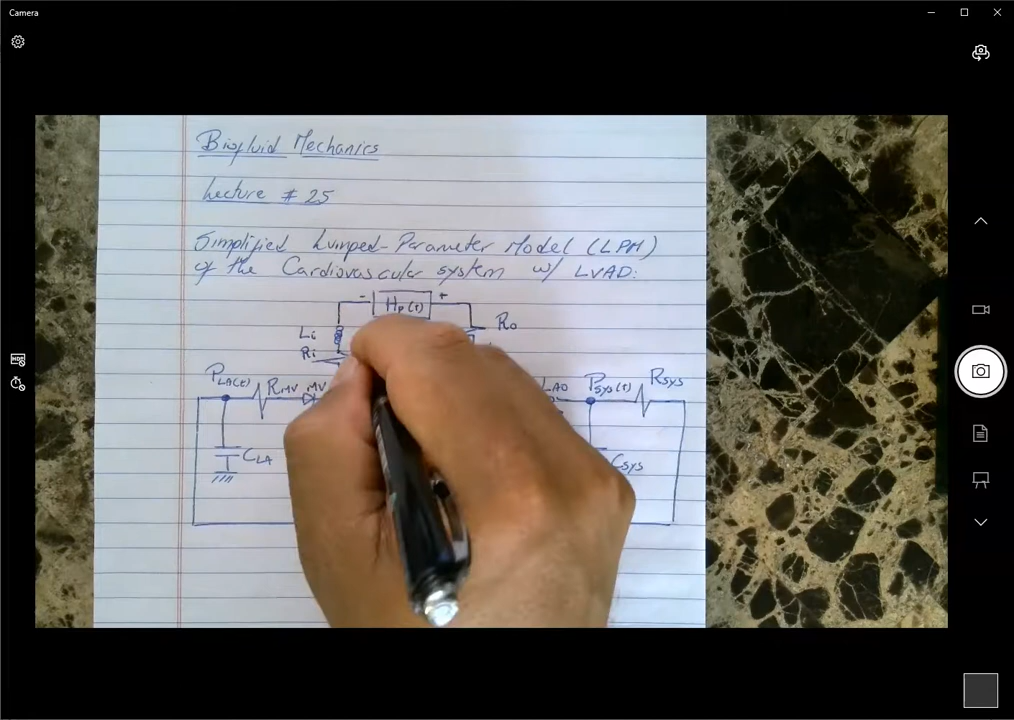 Camera
Biofluid Mechanics
Lecture # 25
Simplified Lumped-Parameter Model (LPM)
of the Cardiovascular system w/ LVAD:
- Hp(t) +
Li
Ro
Ri
PLA(t) RMV MV
LAO PSYS(t) RSYS
CLA
CSYS